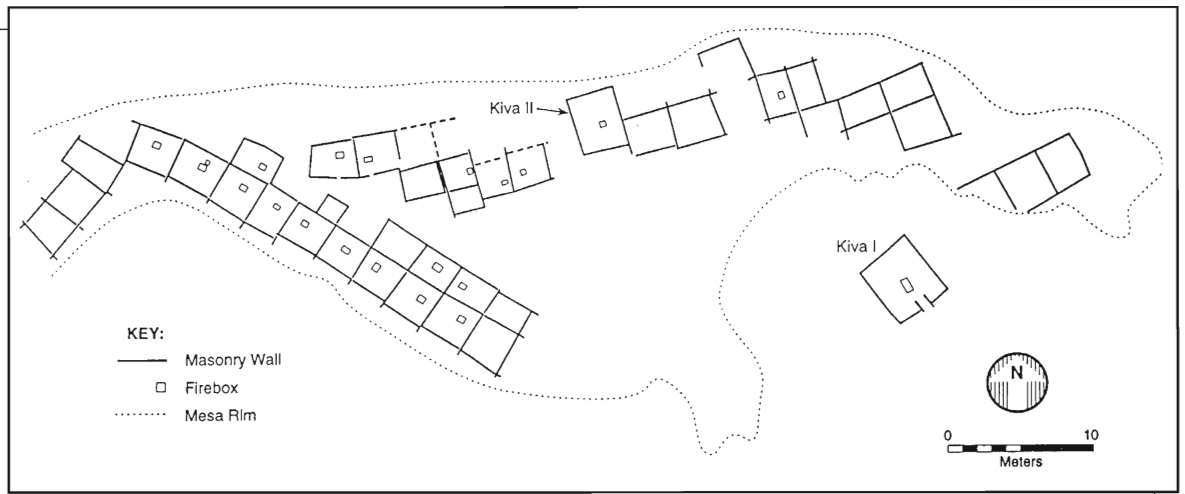 Kiva II
Kiva I
KEY:
Masonry Wall
Firebox
Mesa RIm
N
0 10
Meters